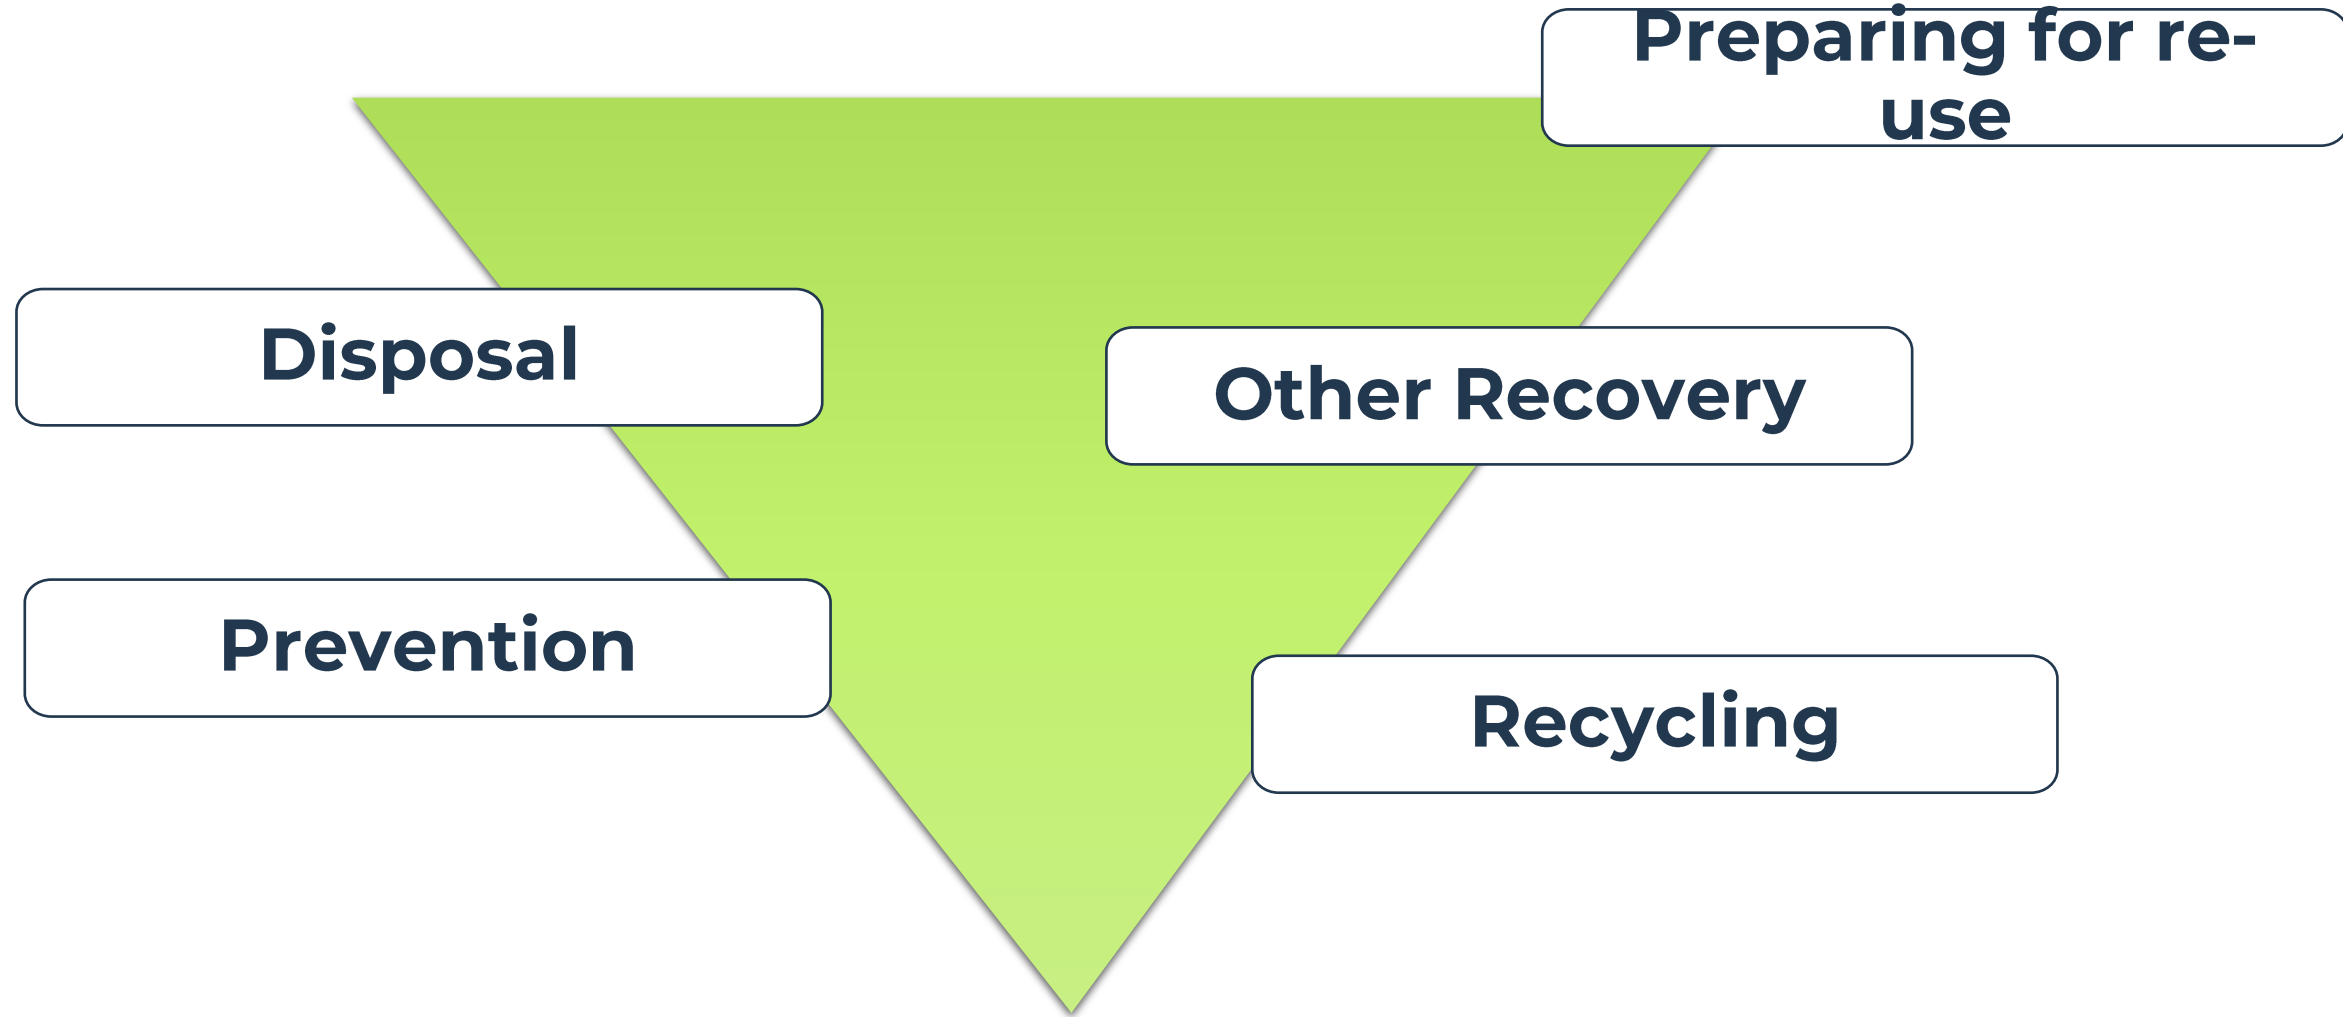 Preparing for re-
use
Disposal
Other Recovery
Prevention
Recycling